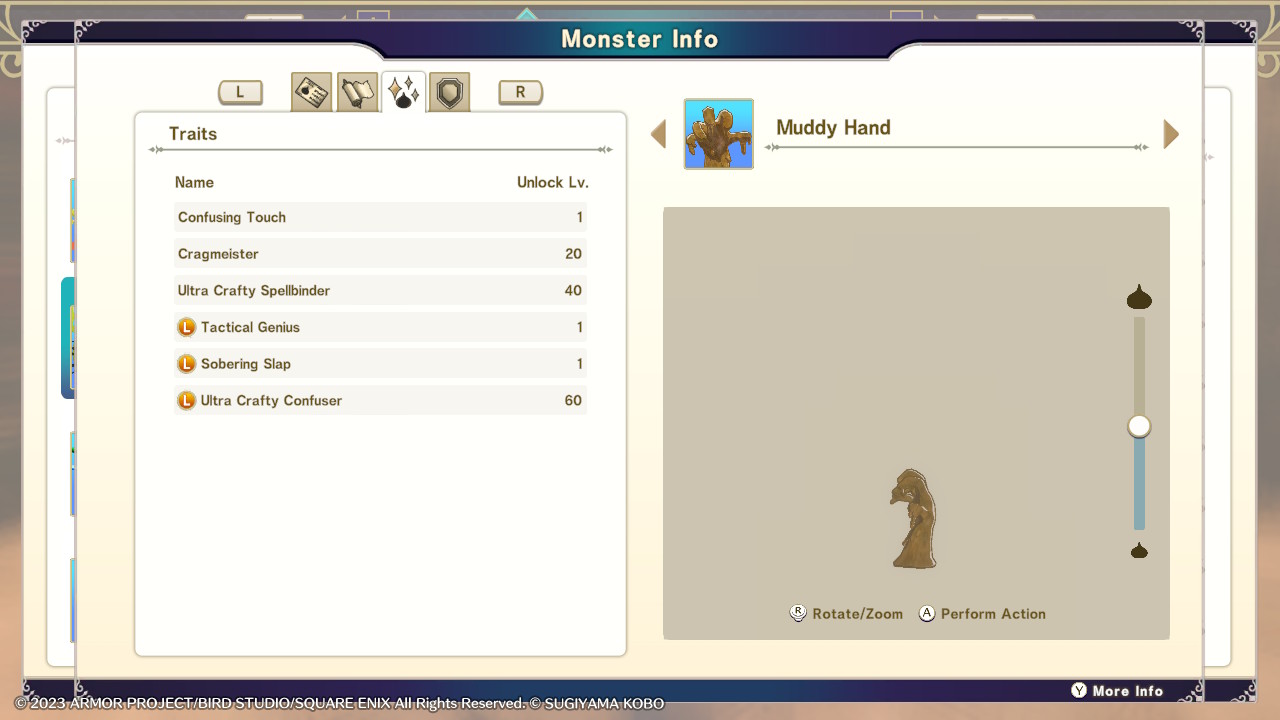 Monster Info
L
R
Traits
Name Unlock Lv.
Confusing Touch 1
Cragmeister 20
Ultra Crafty Spellbinder 40
L Tactical Genius 1
L Sobering Slap 1
L Ultra Crafty Confuser 60
Muddy Hand
R Rotate/Zoom A Perform Action
Y More Info
© 2023 ARMOR PROJECT/BIRD STUDIO/SQUARE ENIX All Rights Reserved. © SUGIYAMA KOBO